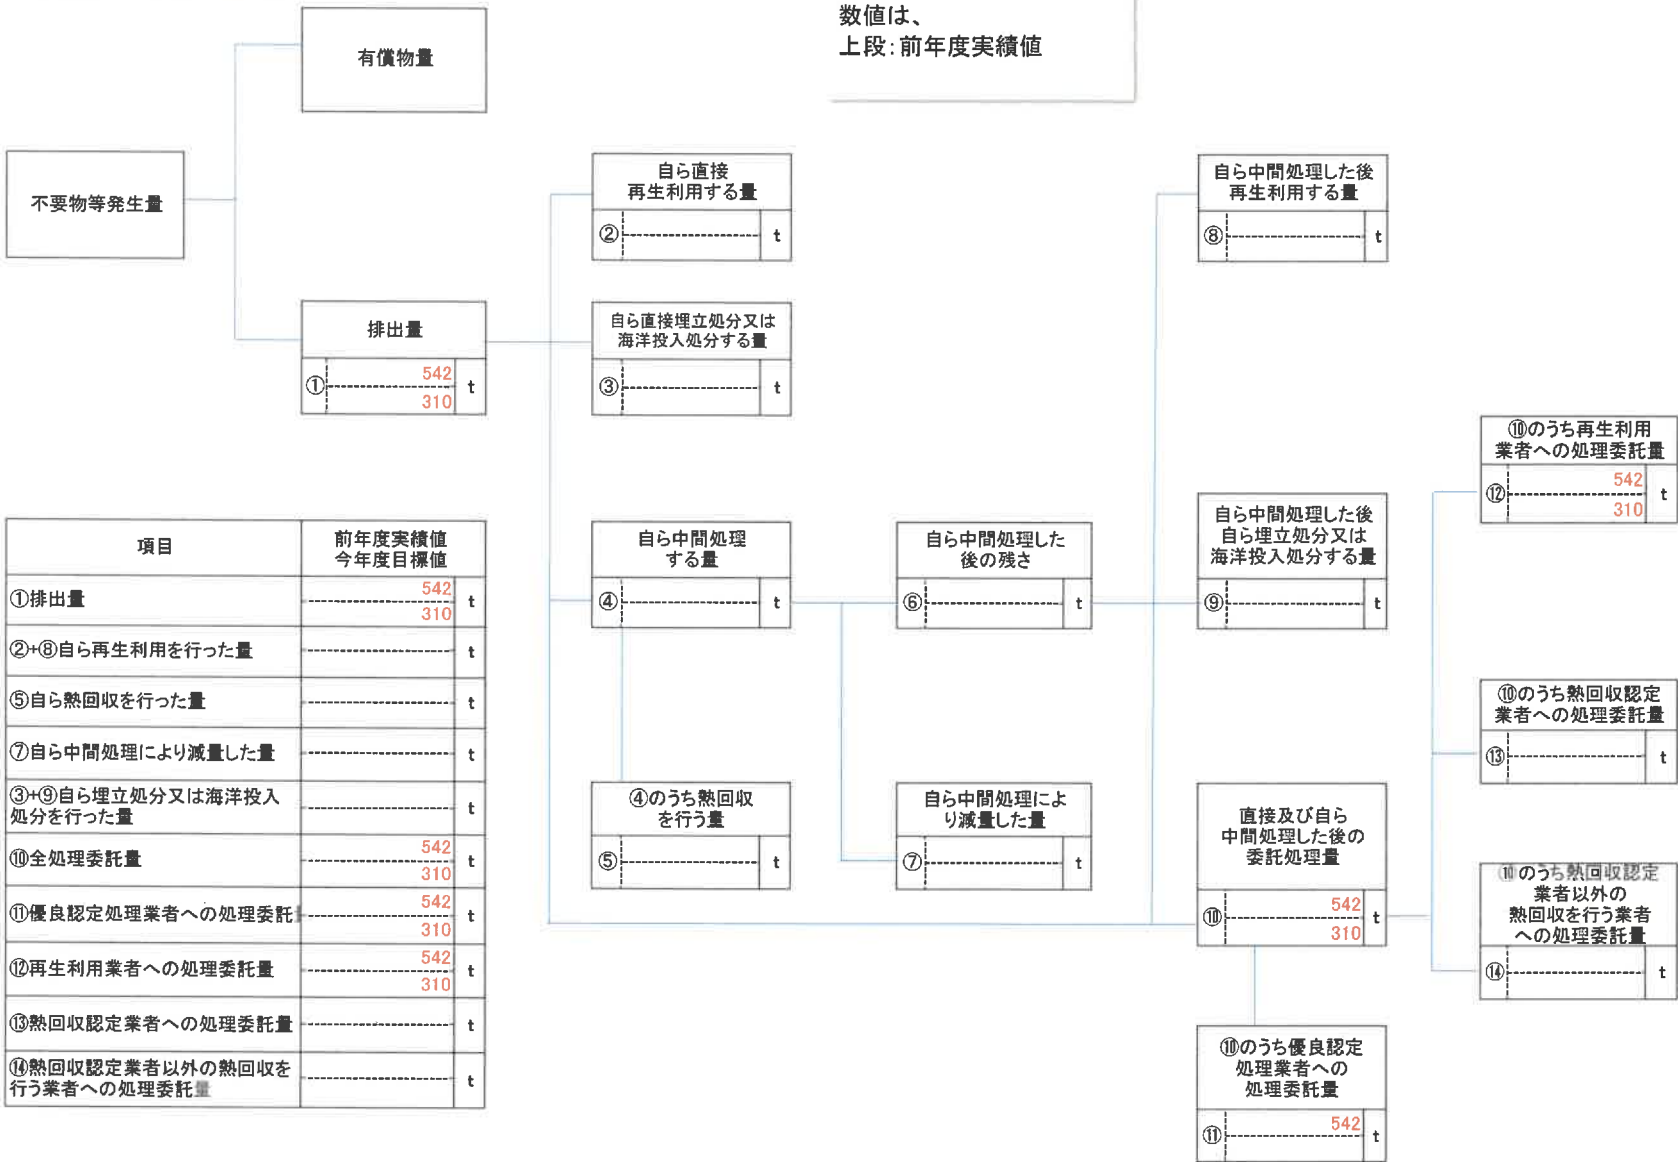 数値は、
上段：前年度実績値
有償物量
不要物等発生量
排出量
① 542 t
310
自ら直接
再生利用する量
② t
自ら直接埋立処分又は
海洋投入処分する量
③ t
自ら中間処理
する量
④ t
④のうち熱回収
を行う量
⑤ t
自ら中間処理した
後の残さ
⑥ t
自ら中間処理によ
り減量した量
⑦ t
自ら中間処理した後
再生利用する量
⑧ t
自ら中間処理した後
自ら埋立処分又は
海洋投入処分する量
⑨ t
直接及び自ら
中間処理した後の
委託処理量
⑩ 542 t
310
⑩のうち優良認定
処理業者への
処理委託量
⑪ 542 t
⑩のうち再生利用
業者への処理委託量
⑫ 542 t
310
⑩のうち熱回収認定
業者への処理委託量
⑬ t
⑩のうち熱回収認定
業者以外の
熱回収を行う業者
への処理委託量
⑭ t
項目 前年度実績値
今年度目標値
①排出量 542 t
310
②+⑧自ら再生利用を行った量 t
⑤自ら熱回収を行った量 t
⑦自ら中間処理により減量した量 t
③+⑨自ら埋立処分又は海洋投入
処分を行った量 t
⑩全処理委託量 542 t
310
⑪優良認定処理業者への処理委託 542 t
310
⑫再生利用業者への処理委託量 542 t
310
⑬熱回収認定業者への処理委託量 t
⑭熱回収認定業者以外の熱回収を
行う業者への処理委託量 t